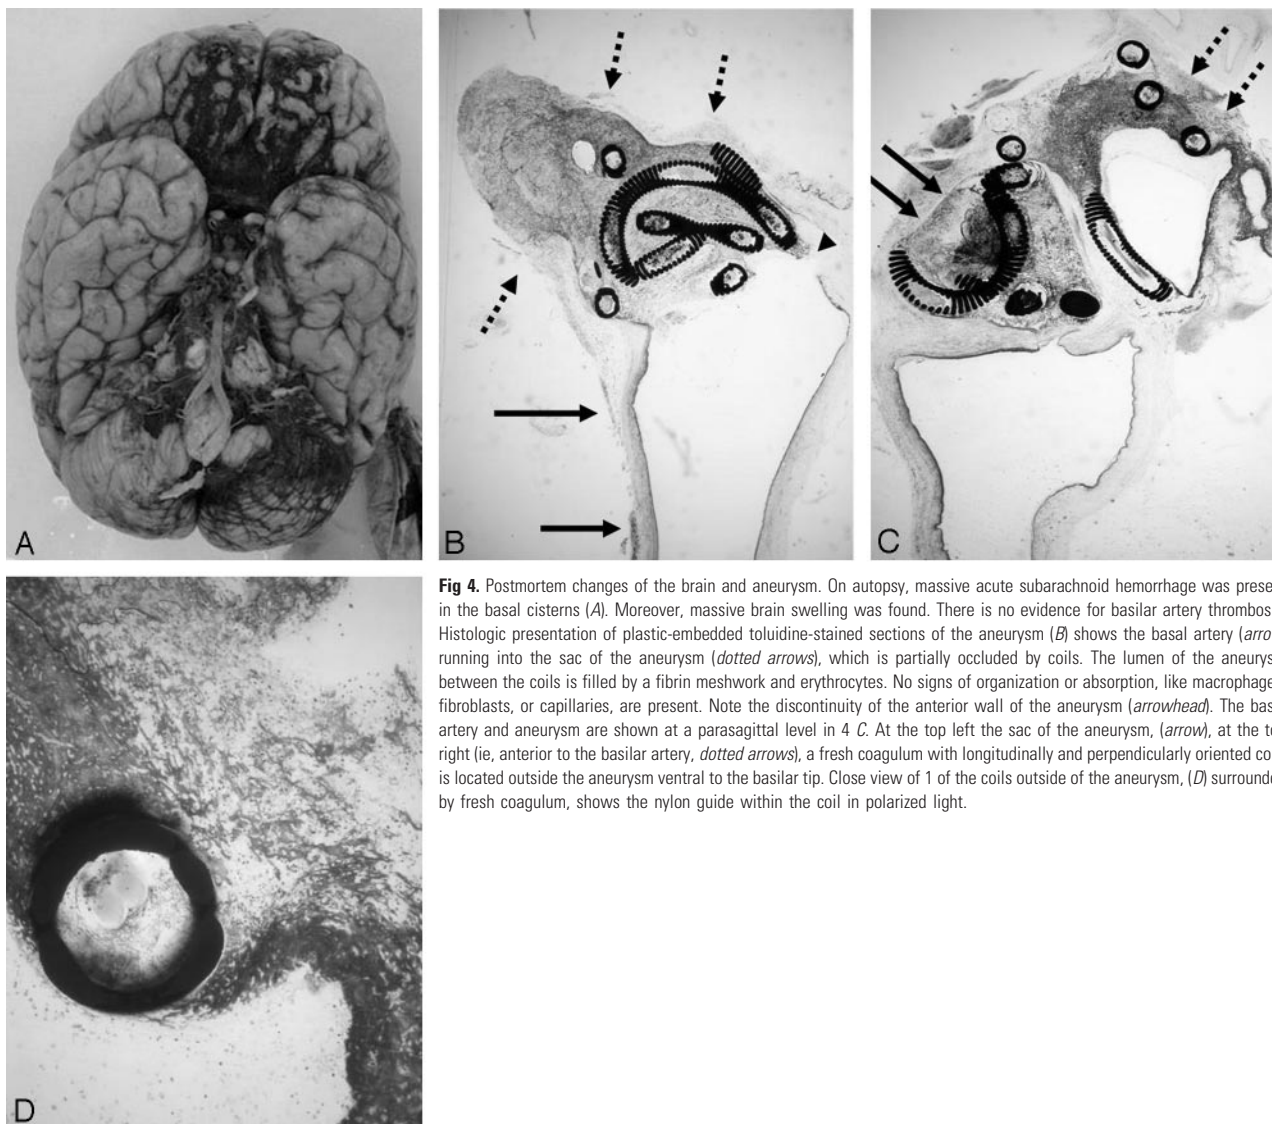 A
B
C
D
Fig 4. Postmortem changes of the brain and aneurysm. On autopsy, massive acute subarachnoid hemorrhage was prese
in the basal cisterns (A). Moreover, massive brain swelling was found. There is no evidence for basilar artery thrombos
Histologic presentation of plastic-embedded toluidine-stained sections of the aneurysm (B) shows the basal artery (arro
running into the sac of the aneurysm (dotted arrows), which is partially occluded by coils. The lumen of the aneurys
between the coils is filled by a fibrin meshwork and erythrocytes. No signs of organization or absorption, like macrophage
fibroblasts, or capillaries, are present. Note the discontinuity of the anterior wall of the aneurysm (arrowhead). The bas
artery and aneurysm are shown at a parasagittal level in 4 C. At the top left the sac of the aneurysm, (arrow), at the t
right (ie, anterior to the basilar artery, dotted arrows), a fresh coagulum with longitudinally and perpendicularly oriented co
is located outside the aneurysm ventral to the basilar tip. Close view of 1 of the coils outside of the aneurysm, (D) surrounde
by fresh coagulum, shows the nylon guide within the coil in polarized light.